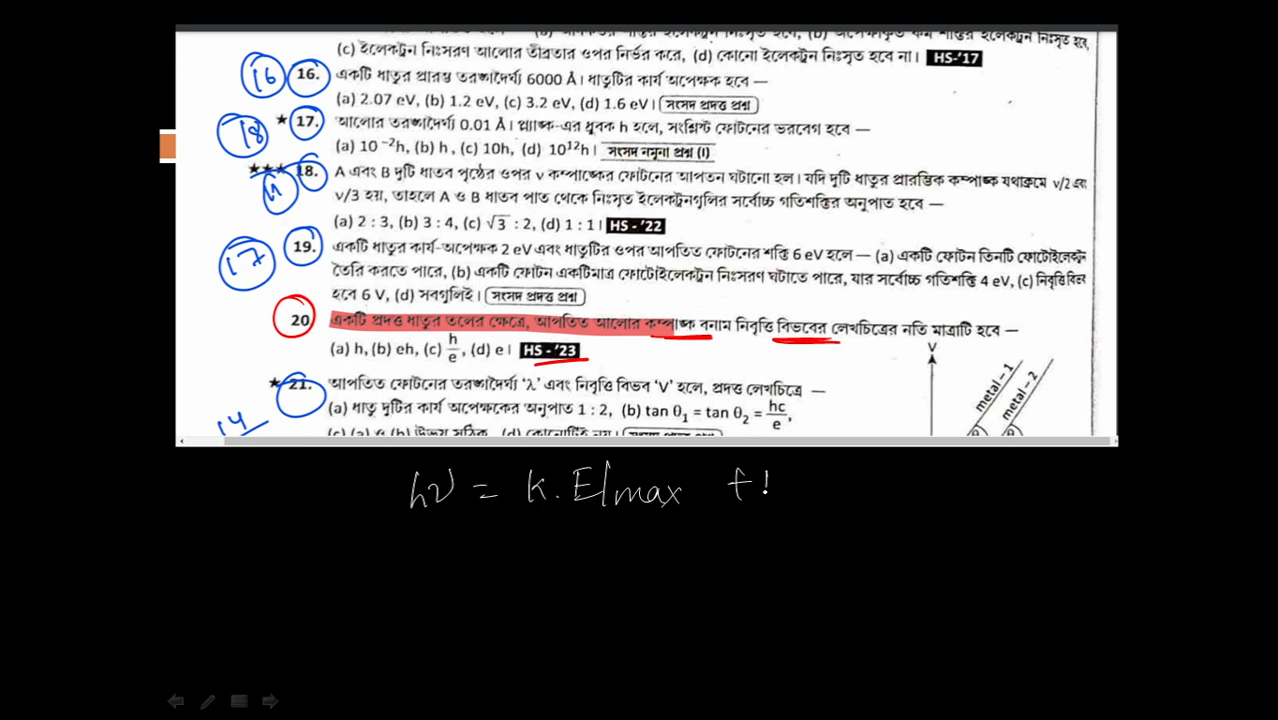 (c) ইলেকট্রন নিঃসরণ আলোর তীব্রতার ওপর নির্ভর করে, (d) কোনো ইলেকট্রন নিঃসৃত হবে না। HS-'17
16 16. একটি ধাতুর প্রারম্ভ তরঙ্গদৈর্ঘ্য 6000 Å। ধাতুটির কার্য অপেক্ষক হবে —
(a) 2.07 eV, (b) 1.2 eV, (c) 3.2 eV, (d) 1.6 eV। সংসদ প্রদত্ত প্রশ্ন
18 ★ 17. আলোর তরঙ্গদৈর্ঘ্য 0.01 Å। প্ল্যাঙ্ক-এর ধ্রুবক h হলে, সংশ্লিষ্ট ফোটনের ভরবেগ হবে —
(a) 10⁻²h, (b) h, (c) 10h, (d) 10¹²h। সংসদ নমুনা প্রশ্ন (I)
★★★ 18. A এবং B দুটি ধাতব পৃষ্ঠের ওপর ν কম্পাঙ্কের ফোটনের আপতন ঘটানো হল। যদি দুটি ধাতুর প্রারম্ভিক কম্পাঙ্ক যথাক্রমে ν/2 এবং
ν/3 হয়, তাহলে A ও B ধাতব পাত থেকে নিঃসৃত ইলেকট্রনগুলির সর্বোচ্চ গতিশক্তির অনুপাত হবে —
(a) 2 : 3, (b) 3 : 4, (c) √3 : 2, (d) 1 : 1। HS - '22
17 19. একটি ধাতুর কার্য-অপেক্ষক 2 eV এবং ধাতুটির ওপর আপতিত ফোটনের শক্তি 6 eV হলে — (a) একটি ফোটন তিনটি ফোটোইলেকট্রন
তৈরি করতে পারে, (b) একটি ফোটন একটিমাত্র ফোটোইলেকট্রন নিঃসরণ ঘটাতে পারে, যার সর্বোচ্চ গতিশক্তি 4 eV, (c) নিবৃত্তি বিভব
হবে 6 V, (d) সবগুলিই। সংসদ প্রদত্ত প্রশ্ন
20 একটি প্রদত্ত ধাতুর তলের ক্ষেত্রে, আপতিত আলোর কম্পাঙ্ক বনাম নিবৃত্তি বিভবের লেখচিত্রের নতি মাত্রাটি হবে —
(a) h, (b) eh, (c) h/e, (d) e। HS - '23
V
★ 21. আপতিত ফোটনের তরঙ্গদৈর্ঘ্য ‘λ’ এবং নিবৃত্তি বিভব ‘V’ হলে, প্রদত্ত লেখচিত্রে —
metal – 1
metal – 2
14 (a) ধাতু দুটির কার্য অপেক্ষকের অনুপাত 1 : 2, (b) tan θ₁ = tan θ₂ = hc/e,
hν = K.E|max +